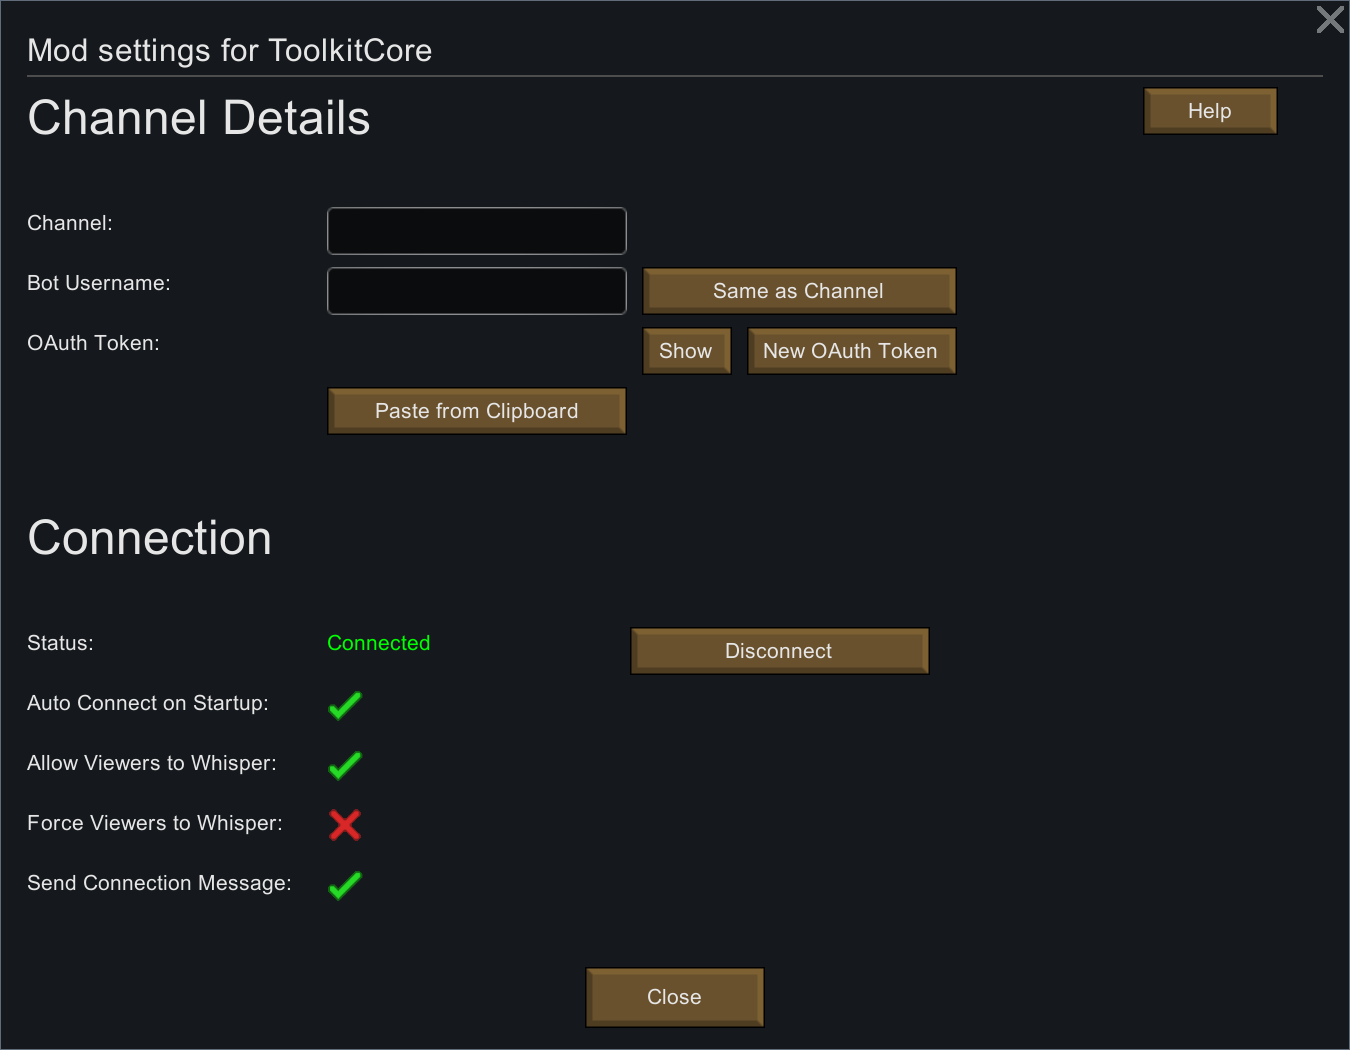 Mod settings for ToolkitCore
Channel Details
Help
Channel:
Bot Username:
Same as Channel
OAuth Token:
Show
New OAuth Token
Paste from Clipboard
Connection
Status:
Connected
Disconnect
Auto Connect on Startup:
Allow Viewers to Whisper:
Force Viewers to Whisper:
Send Connection Message:
Close